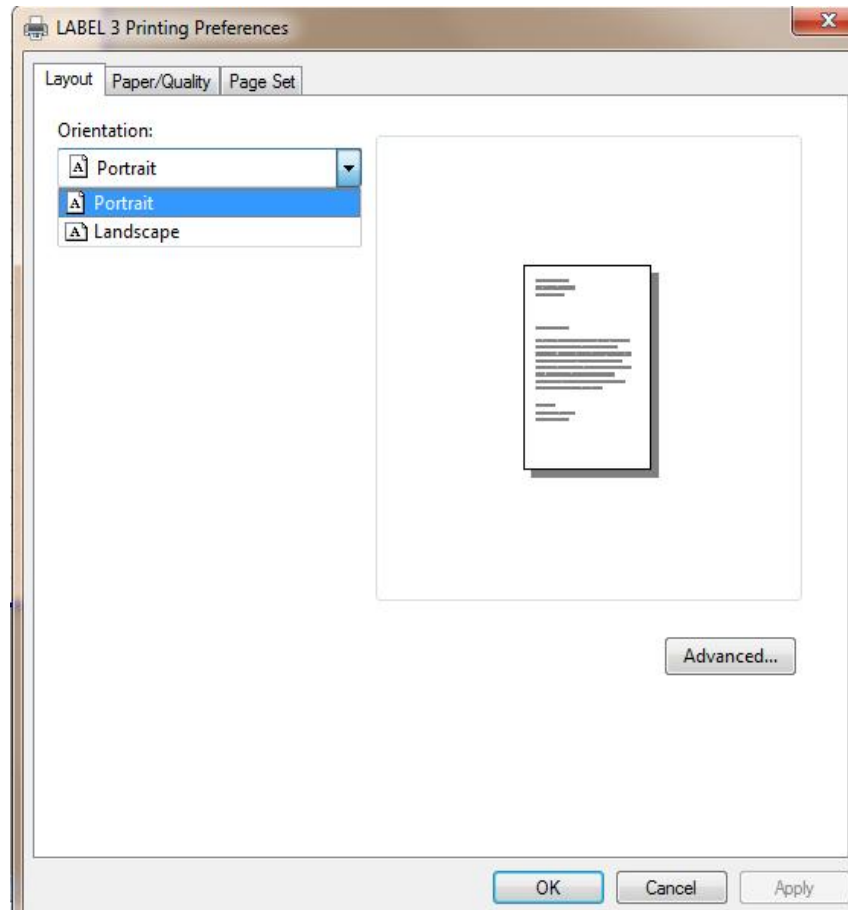 LABEL 3 Printing Preferences
Layout Paper/Quality Page Set
Orientation:
A Portrait
A Portrait
A Landscape
Advanced...
OK Cancel Apply